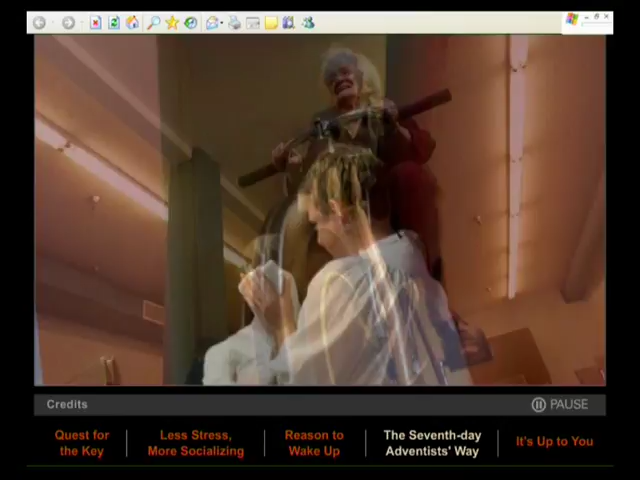 Credits
PAUSE
Quest for
the Key
Less Stress,
More Socializing
Reason to
Wake Up
The Seventh-day
Adventists' Way
It's Up to You